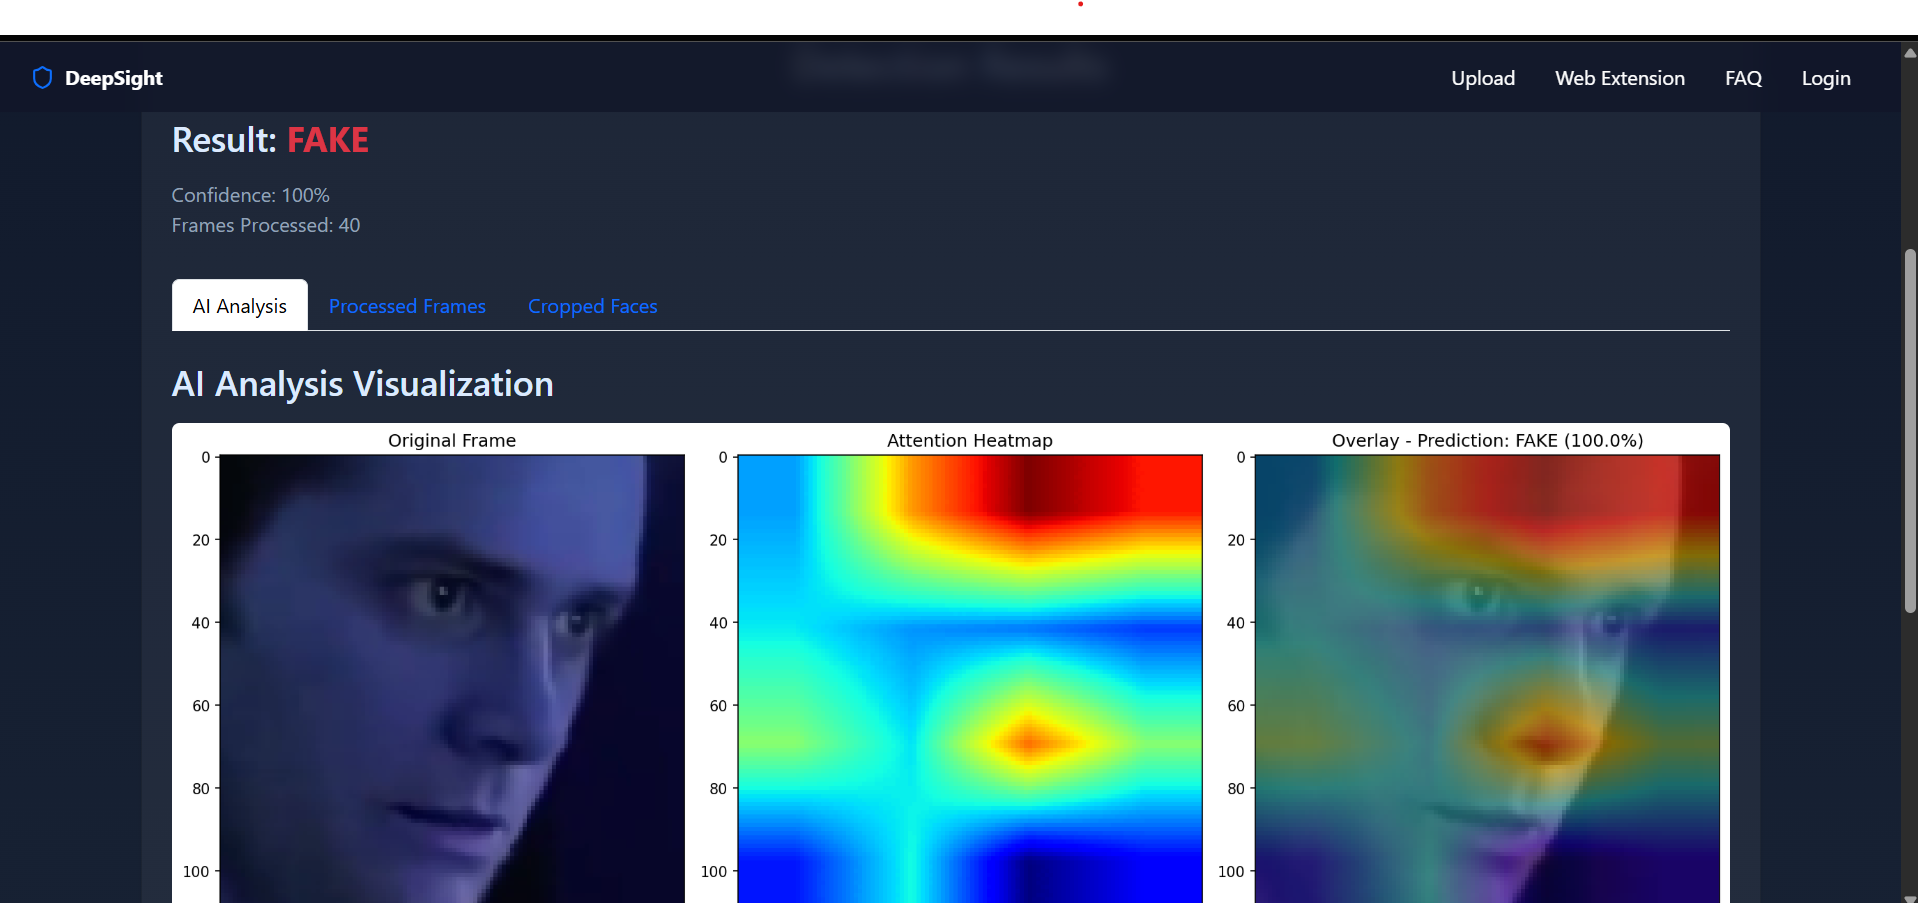 DeepSight
Upload
Web Extension
FAQ
Login
Detection Results
Result: FAKE
Confidence: 100%
Frames Processed: 40
AI Analysis
Processed Frames
Cropped Faces
AI Analysis Visualization
Original Frame
0
20
40
60
80
100
Attention Heatmap
0
20
40
60
80
100
Overlay - Prediction: FAKE (100.0%)
0
20
40
60
80
100